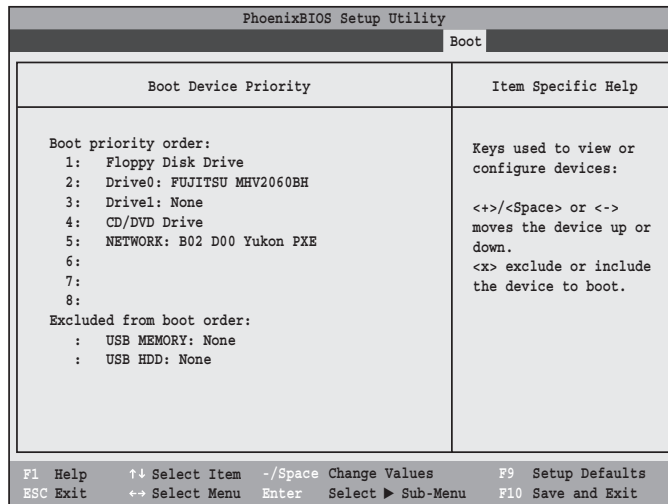 PhoenixBIOS Setup Utility
Boot
Boot Device Priority
Item Specific Help
Boot priority order:
1: Floppy Disk Drive
2: Drive0: FUJITSU MHV2060BH
3: Drive1: None
4: CD/DVD Drive
5: NETWORK: B02 D00 Yukon PXE
6:
7:
8:
Excluded from boot order:
: USB MEMORY: None
: USB HDD: None
Keys used to view or
configure devices:
<+>/<Space> or <->
moves the device up or
down.
<x> exclude or include
the device to boot.
F1 Help ↑↓ Select Item -/Space Change Values F9 Setup Defaults
ESC Exit ←→ Select Menu Enter Select ▶ Sub-Menu F10 Save and Exit